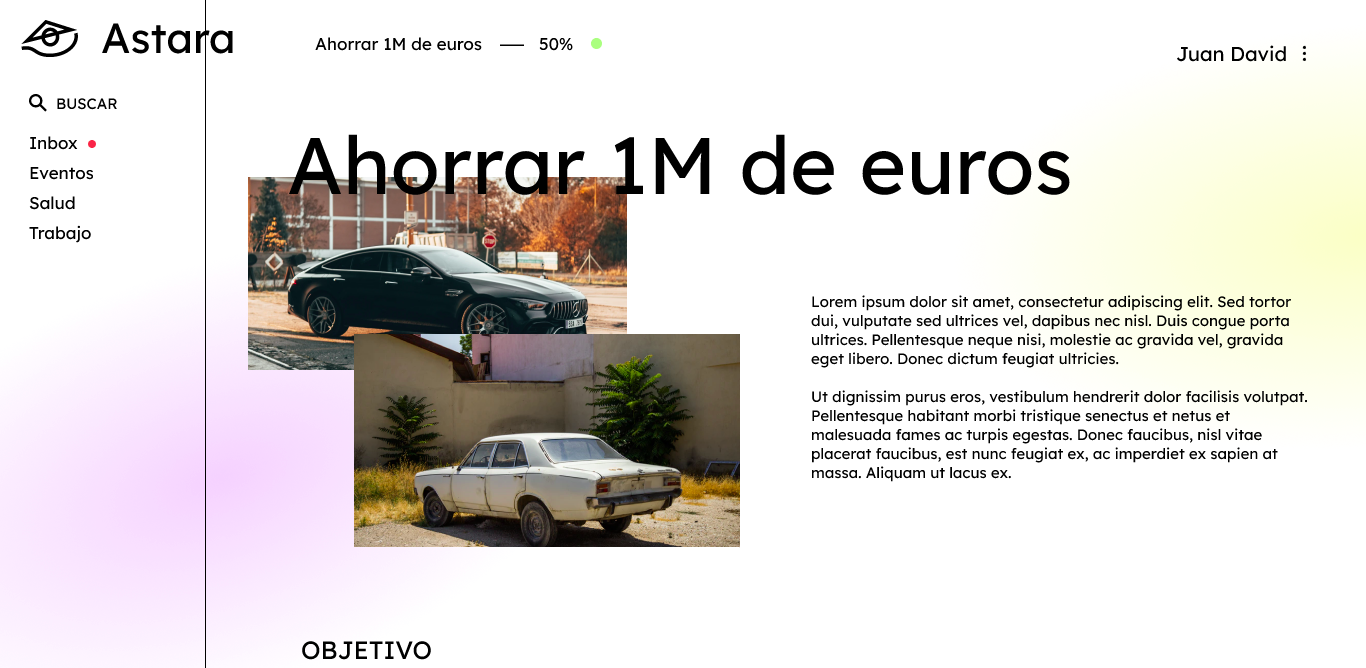 Astara
Ahorrar 1M de euros — 50%
Juan David
BUSCAR
Inbox
Eventos
Salud
Trabajo
Ahorrar 1M de euros
STOP
Lorem ipsum dolor sit amet, consectetur adipiscing elit. Sed tortor
dui, vulputate sed ultrices vel, dapibus nec nisl. Duis congue porta
ultrices. Pellentesque neque nisi, molestie ac gravida vel, gravida
eget libero. Donec dictum feugiat ultricies.
Ut dignissim purus eros, vestibulum hendrerit dolor facilisis volutpat.
Pellentesque habitant morbi tristique senectus et netus et
malesuada fames ac turpis egestas. Donec faucibus, nisl vitae
placerat faucibus, est nunc feugiat ex, ac imperdiet ex sapien at
massa. Aliquam ut lacus ex.
OBJETIVO